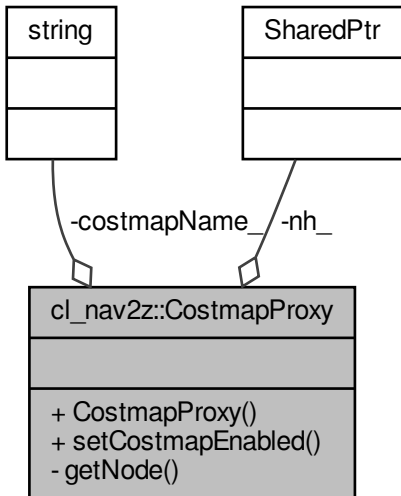 string
SharedPtr
-costmapName_
-nh_
cl_nav2z::CostmapProxy
+ CostmapProxy()
+ setCostmapEnabled()
- getNode()